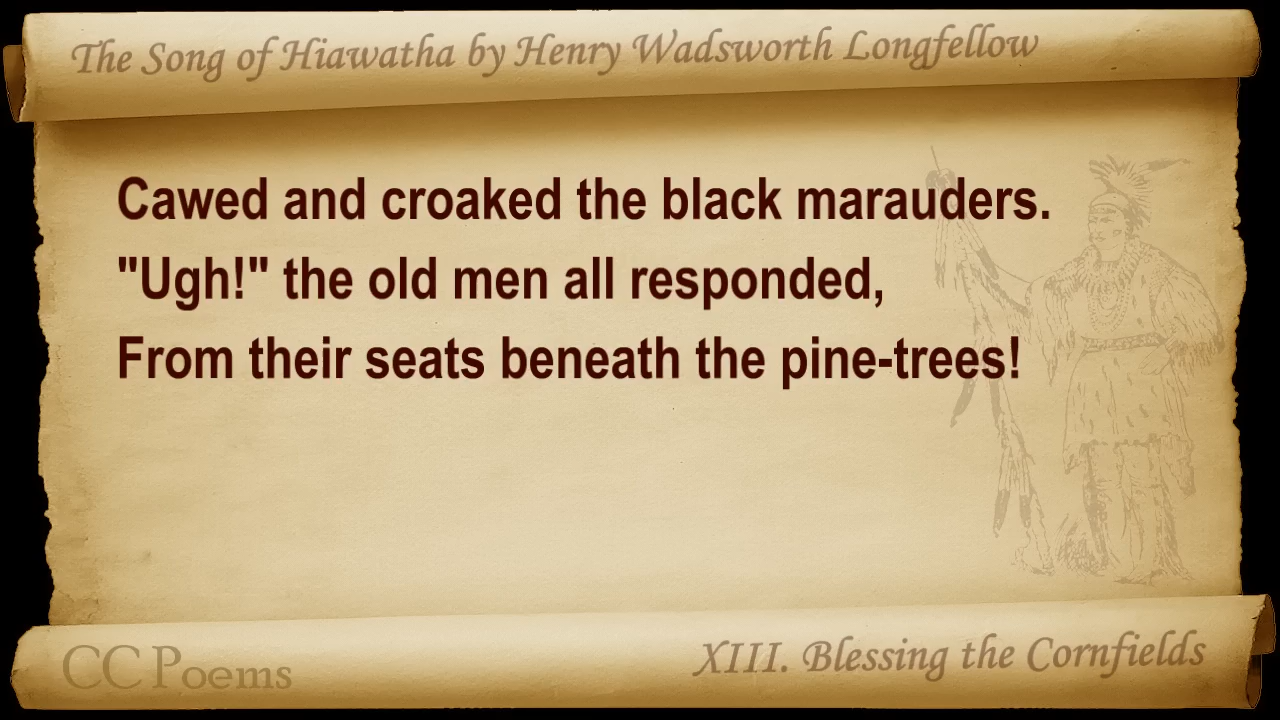 The Song of Hiawatha by Henry Wadsworth Longfellow
Cawed and croaked the black marauders.
"Ugh!" the old men all responded,
From their seats beneath the pine-trees!
CC Poems
XIII. Blessing the Cornfields